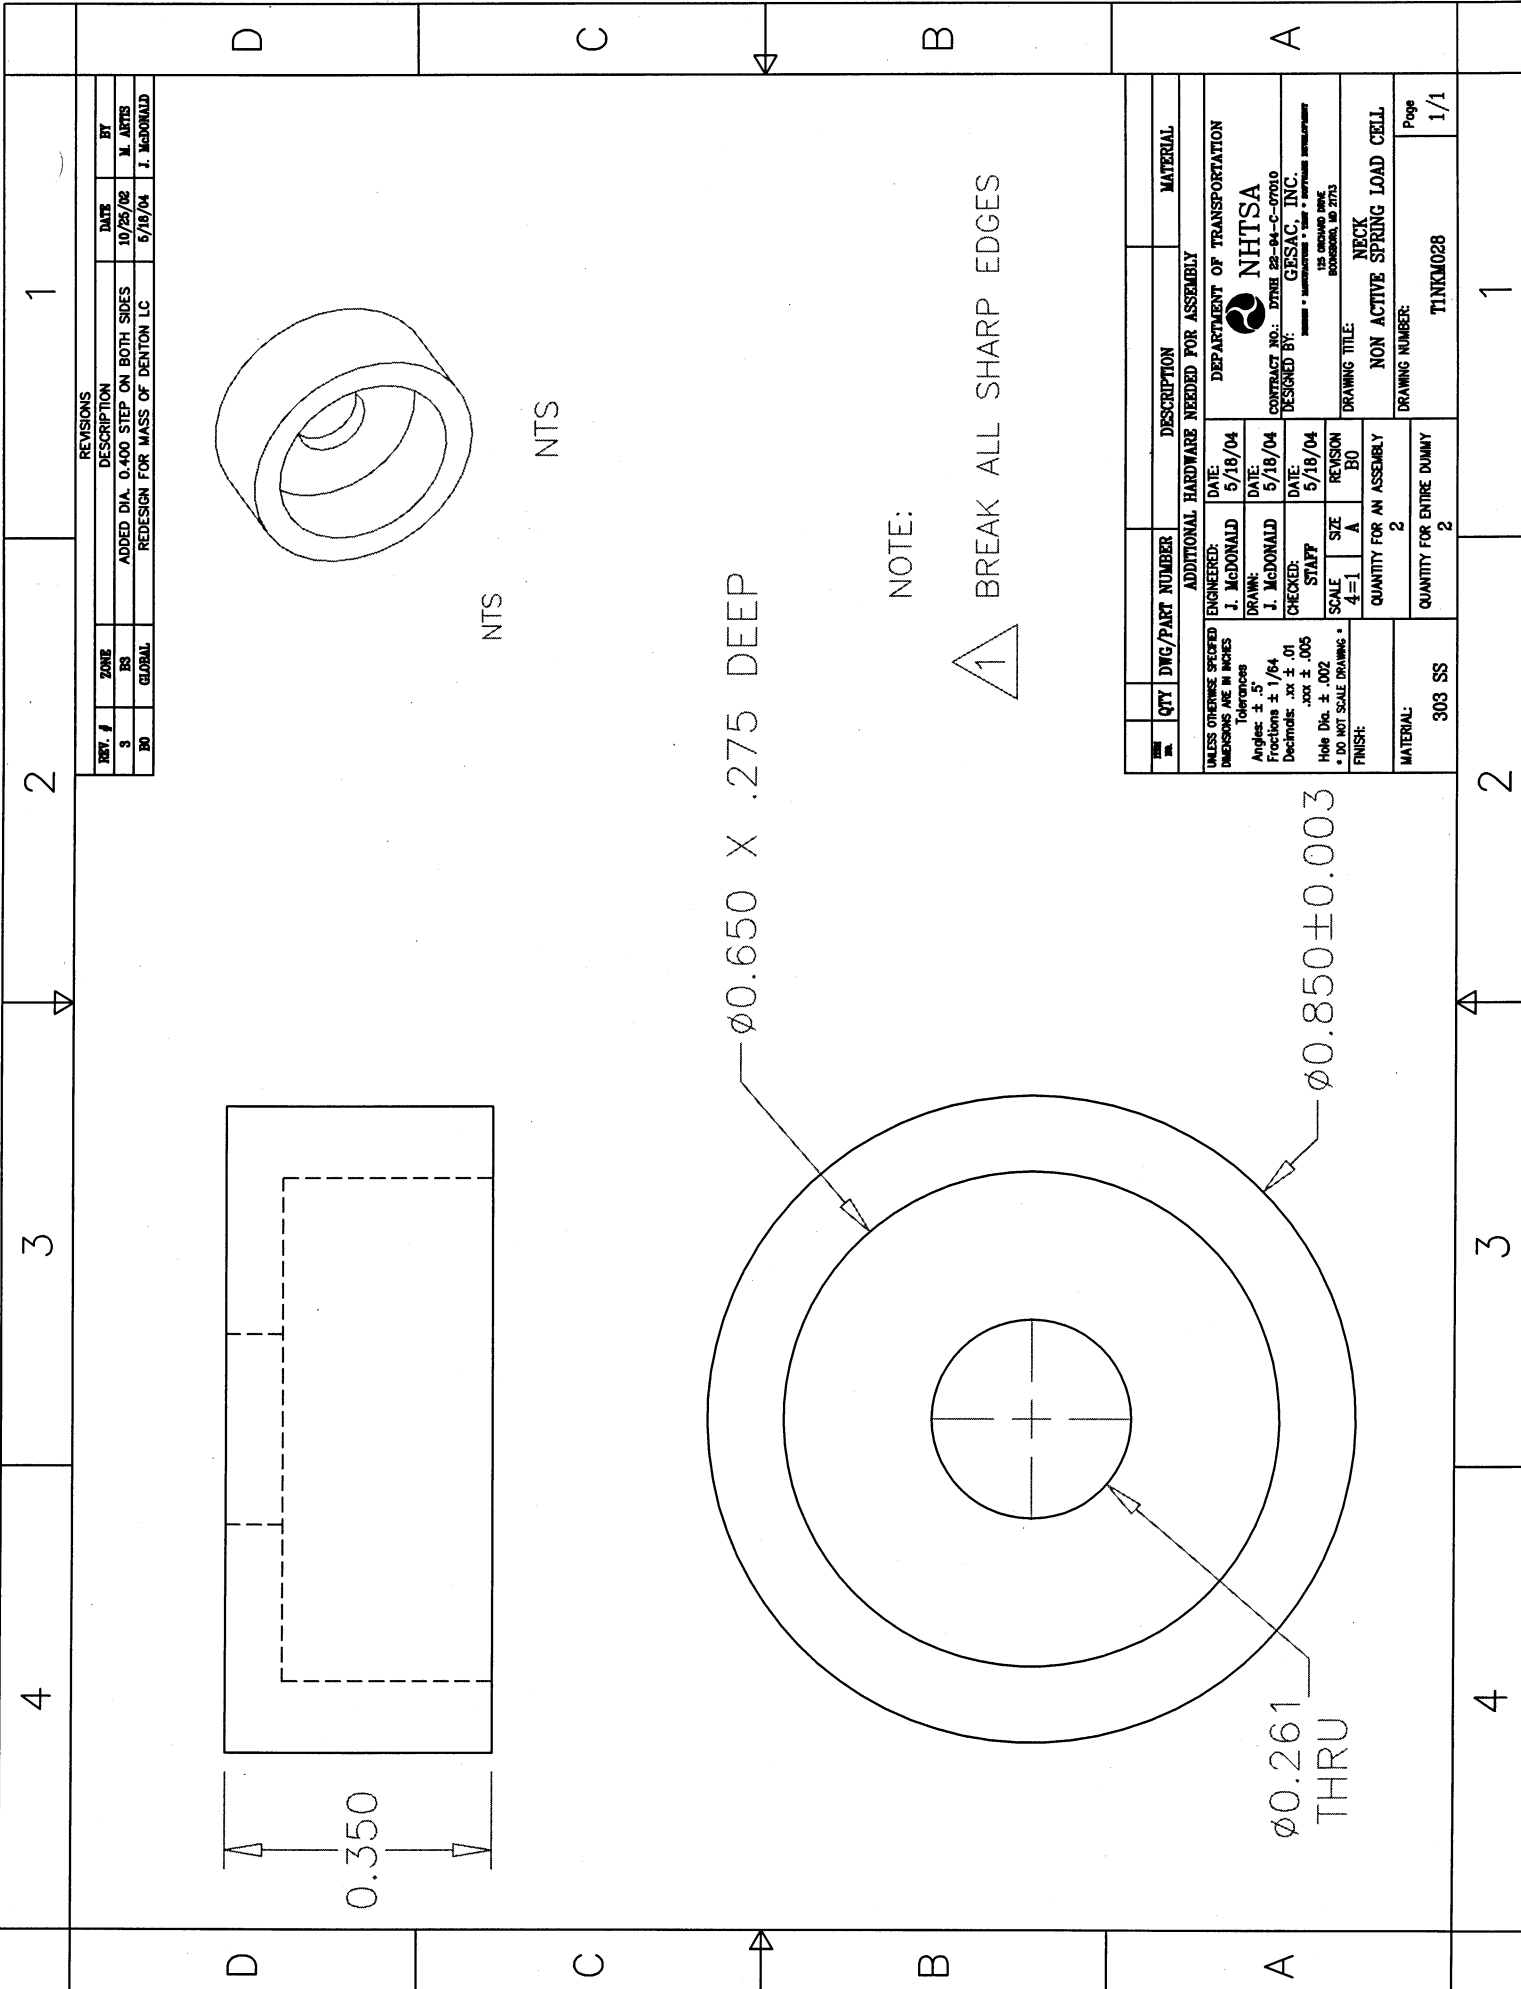 4
3
2
1
D
C
B
A
D
C
B
A
4
3
2
1
REVISIONS
REV. # ZONE DESCRIPTION DATE BY
3 B3 ADDED DIA. 0.400 STEP ON BOTH SIDES 10/25/02 M. ARTIS
B0 GLOBAL REDESIGN FOR MASS OF DENTON LC 5/18/04 J. McDONALD
0.350
NTS
NTS
ø0.650 X .275 DEEP
NOTE:
1 BREAK ALL SHARP EDGES
ø0.261
THRU
ø0.850±0.003
ITEM NO. QTY DWG/PART NUMBER DESCRIPTION MATERIAL
ADDITIONAL HARDWARE NEEDED FOR ASSEMBLY
UNLESS OTHERWISE SPECIFIED
DIMENSIONS ARE IN INCHES
Tolerances
Angles: ± .5°
Fractions ± 1/64
Decimals: .xx ± .01
.xxx ± .005
Hole Dia. ± .002
* DO NOT SCALE DRAWING *
FINISH:
MATERIAL:
303 SS
ENGINEERED:
J. McDONALD
DATE:
5/18/04
DRAWN:
J. McDONALD
DATE:
5/18/04
CHECKED:
STAFF
DATE:
5/18/04
SCALE
4=1
SIZE
A
REVISION
B0
QUANTITY FOR AN ASSEMBLY
2
QUANTITY FOR ENTIRE DUMMY
2
DEPARTMENT OF TRANSPORTATION
NHTSA
CONTRACT NO.: DTNH 22-94-C-07010
DESIGNED BY: GESAC, INC.
DESIGN * MANUFACTURE * TEST * SOFTWARE DEVELOPMENT
125 ORCHARD DRIVE
BOONSBORO, MD 21713
DRAWING TITLE:
NECK
NON ACTIVE SPRING LOAD CELL
DRAWING NUMBER:
T1NKM028
Page
1/1